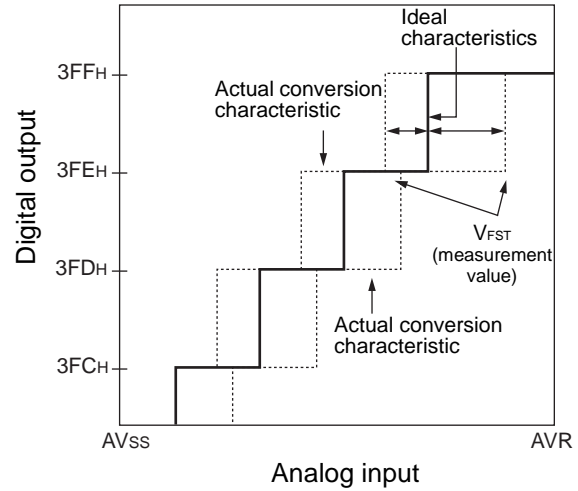 Ideal
characteristics
3FFH
Actual conversion
characteristic
3FEH
VFST
(measurement
value)
3FDH
Actual conversion
characteristic
3FCH
AVSS
AVR
Analog input
Digital output